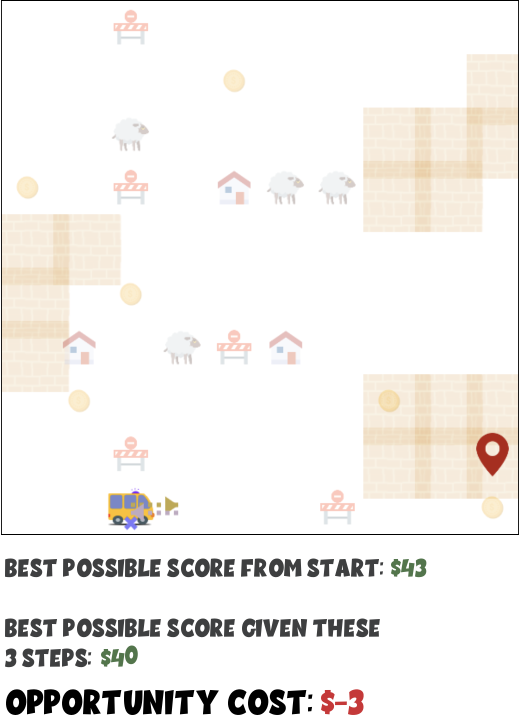 BEST POSSIBLE SCORE FROM START: $43
BEST POSSIBLE SCORE GIVEN THESE
3 STEPS: $40
OPPORTUNITY COST: $-3